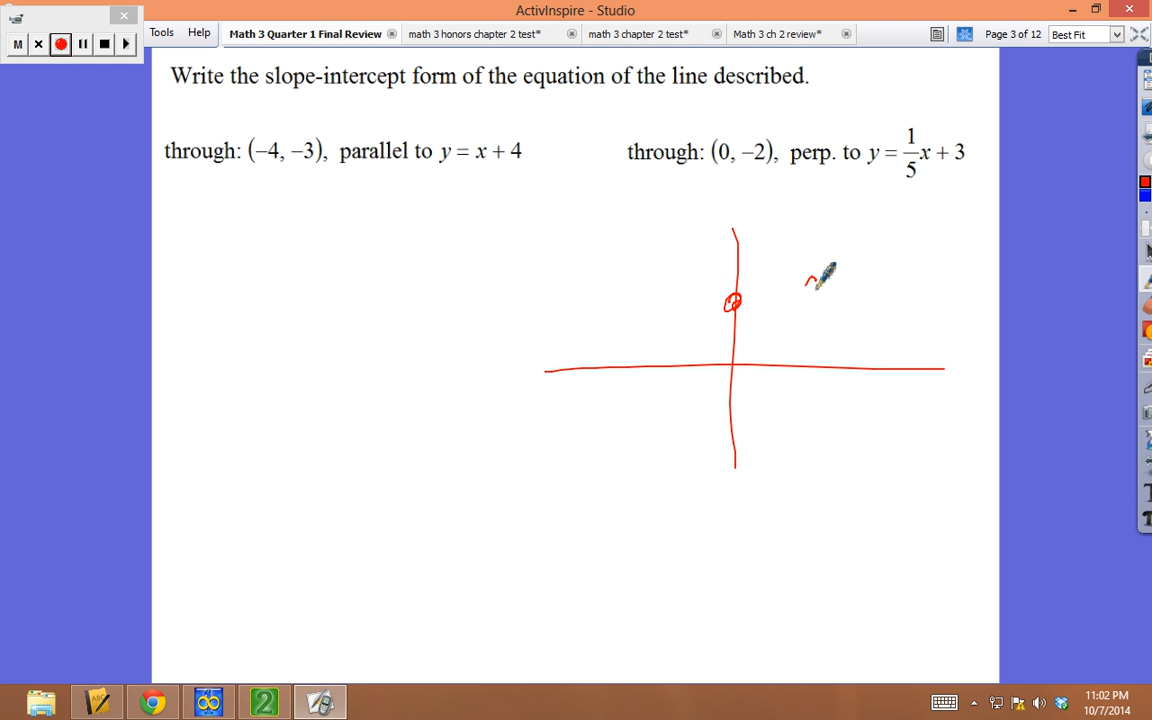 ActivInspire - Studio
M
Tools Help Math 3 Quarter 1 Final Review math 3 honors chapter 2 test* math 3 chapter 2 test* Math 3 ch 2 review* Page 3 of 12 Best Fit
Write the slope-intercept form of the equation of the line described.
through: (−4, −3), parallel to y = x + 4
through: (0, −2), perp. to y = 1/5 x + 3
11:02 PM
10/7/2014